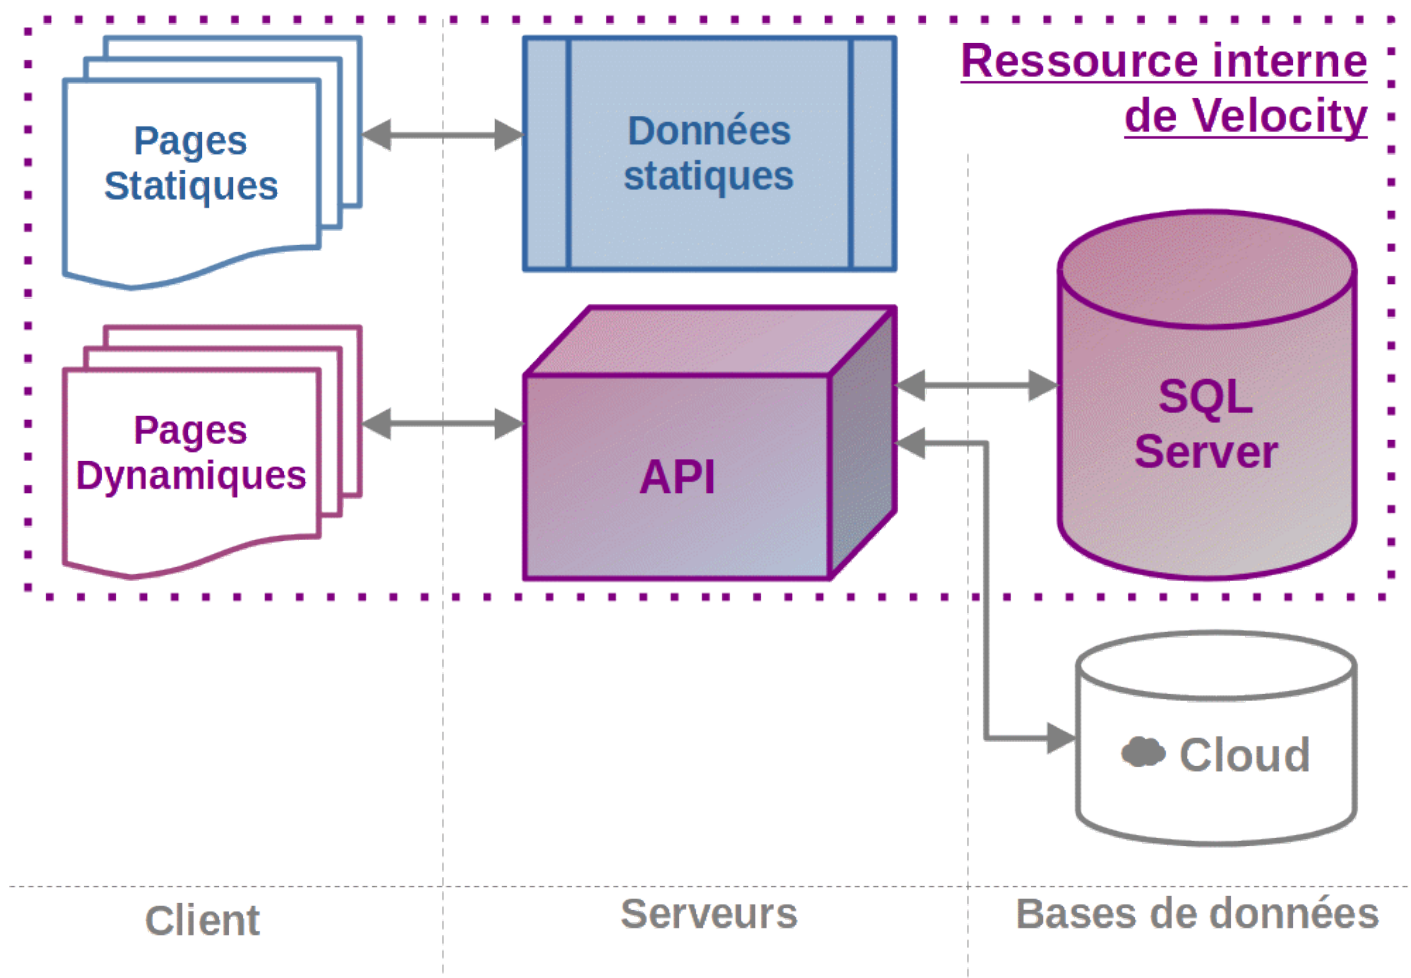 Ressource interne
de Velocity
Pages
Statiques
Données
statiques
Pages
Dynamiques
API
SQL
Server
Cloud
Client
Serveurs
Bases de données